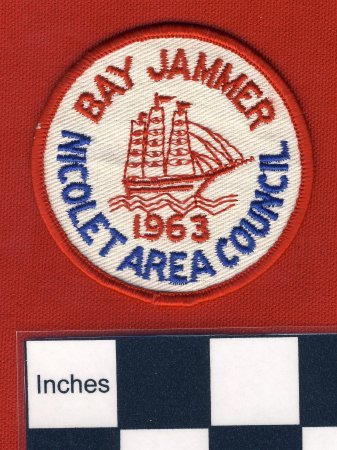 BAY JAMMER
1963
NICOLET AREA COUNCIL
Inches